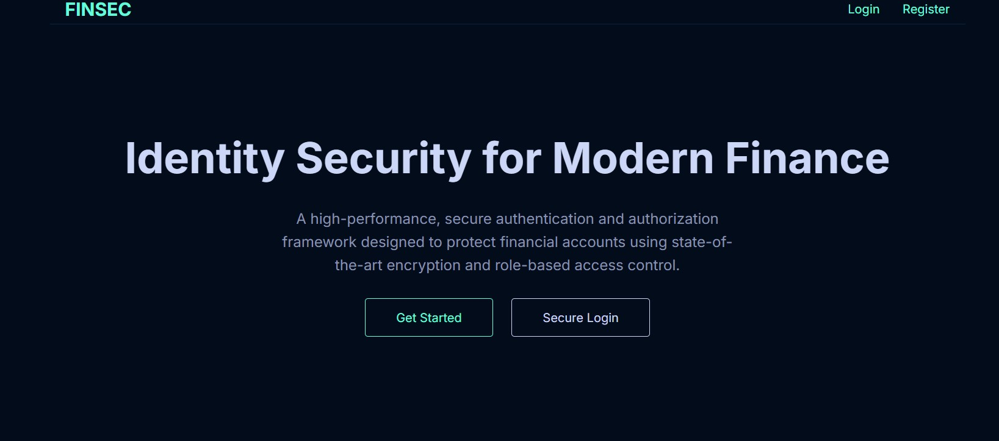 FINSEC
Login
Register
Identity Security for Modern Finance
A high-performance, secure authentication and authorization
framework designed to protect financial accounts using state-of-
the-art encryption and role-based access control.
Get Started
Secure Login